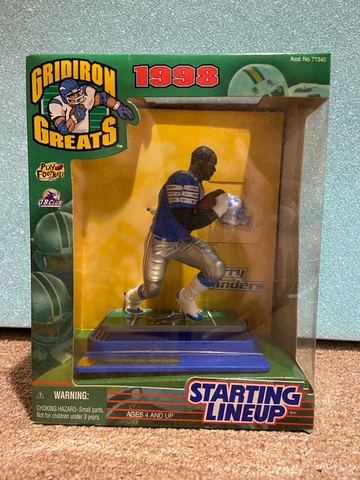 Asst. No. 71340
GRIDIRON
GREATS™
1998
PLAY
FOOTBALL
WARNING:
CHOKING HAZARD-Small parts.
Not for children under 3 years.
AGES 4 AND UP
STARTING
LINEUP